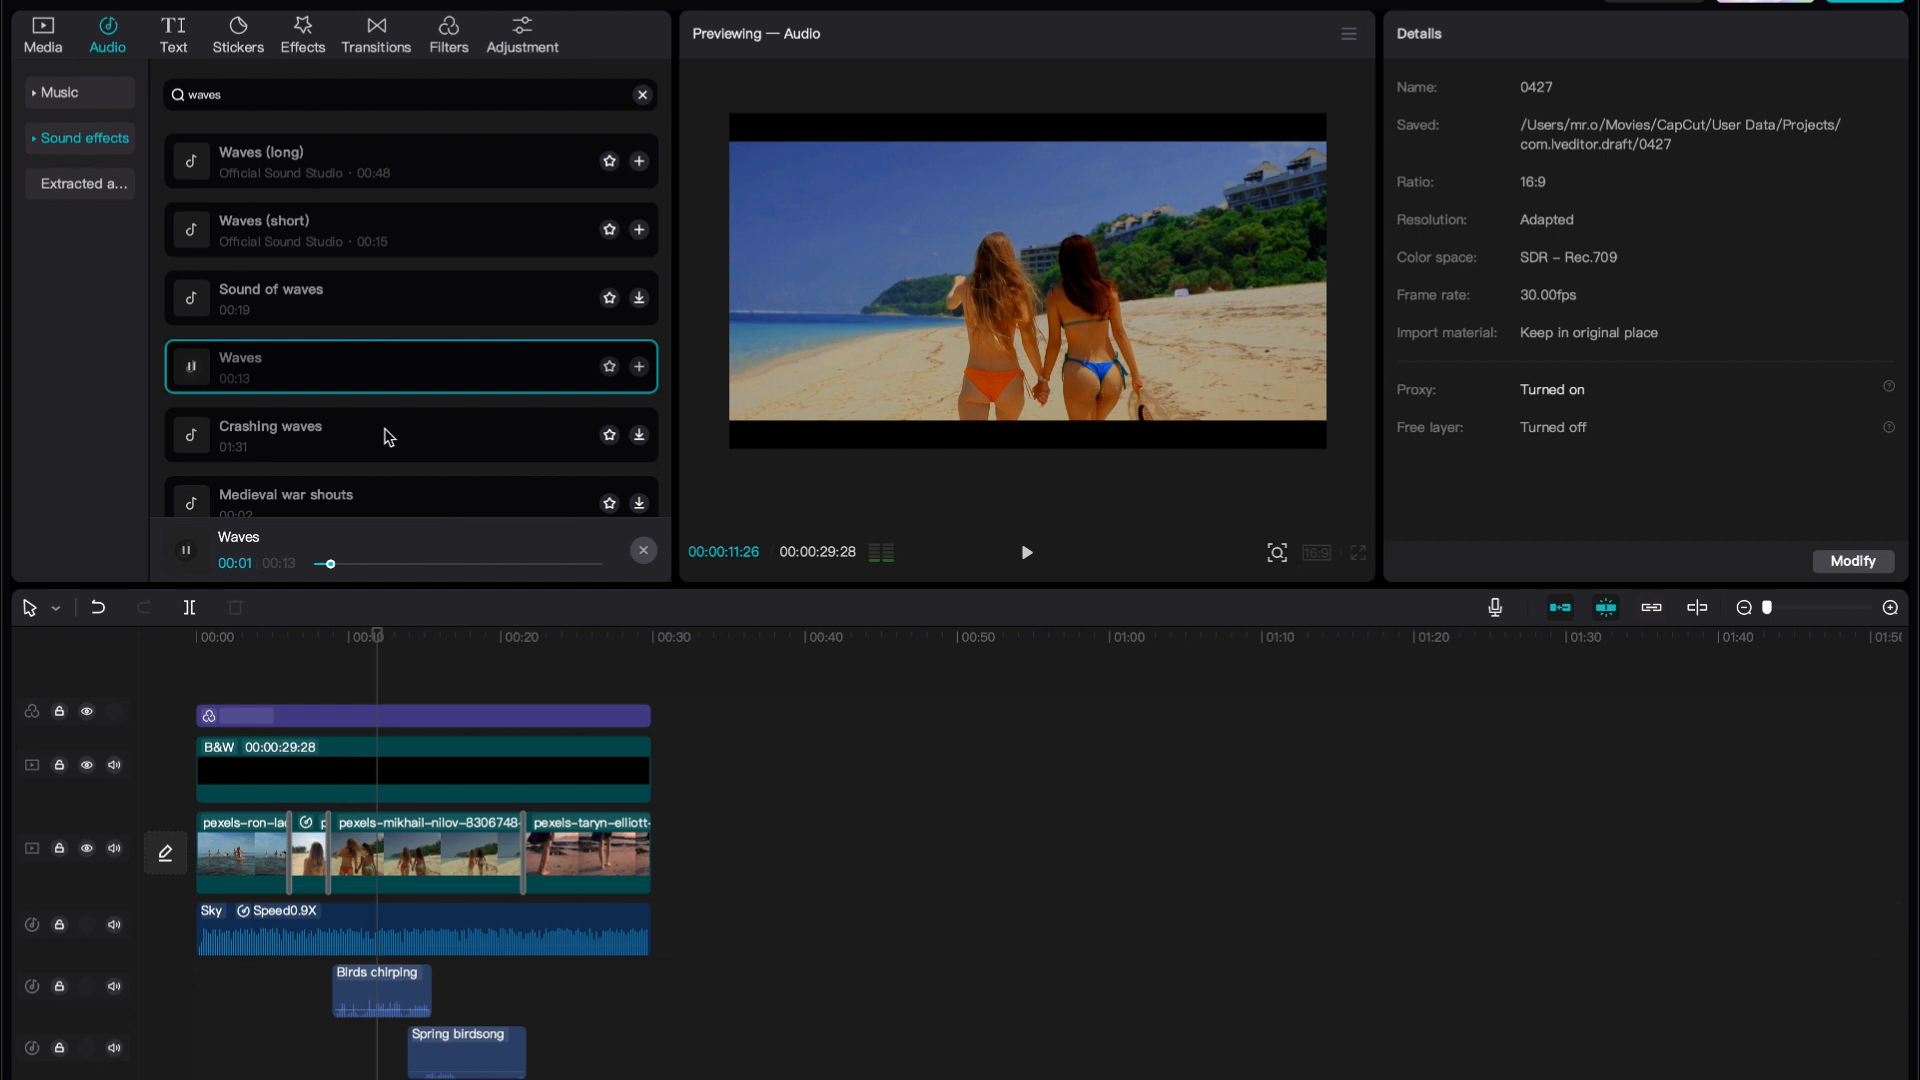 Media
Audio
Text
Stickers
Effects
Transitions
Filters
Adjustment
Music
Sound effects
Extracted a...
waves
Waves (long)
Official Sound Studio · 00:48
Waves (short)
Official Sound Studio · 00:15
Sound of waves
00:19
Waves
00:13
Crashing waves
01:31
Medieval war shouts
00:02
Waves
00:01 00:13
Previewing — Audio
00:00:11:26 00:00:29:28
16:9
Details
Name: 0427
Saved: /Users/mr.o/Movies/CapCut/User Data/Projects/
com.lveditor.draft/0427
Ratio: 16:9
Resolution: Adapted
Color space: SDR – Rec.709
Frame rate: 30.00fps
Import material: Keep in original place
Proxy: Turned on
Free layer: Turned off
Modify
00:00 00:20 00:30 00:40 00:50 01:00 01:10 01:20 01:30 01:40
B&W 00:00:29:28
pexels-ron-la pexels-mikhail-nilov-8306748- pexels-taryn-elliott-
Sky Speed0.9X
Birds chirping
Spring birdsong